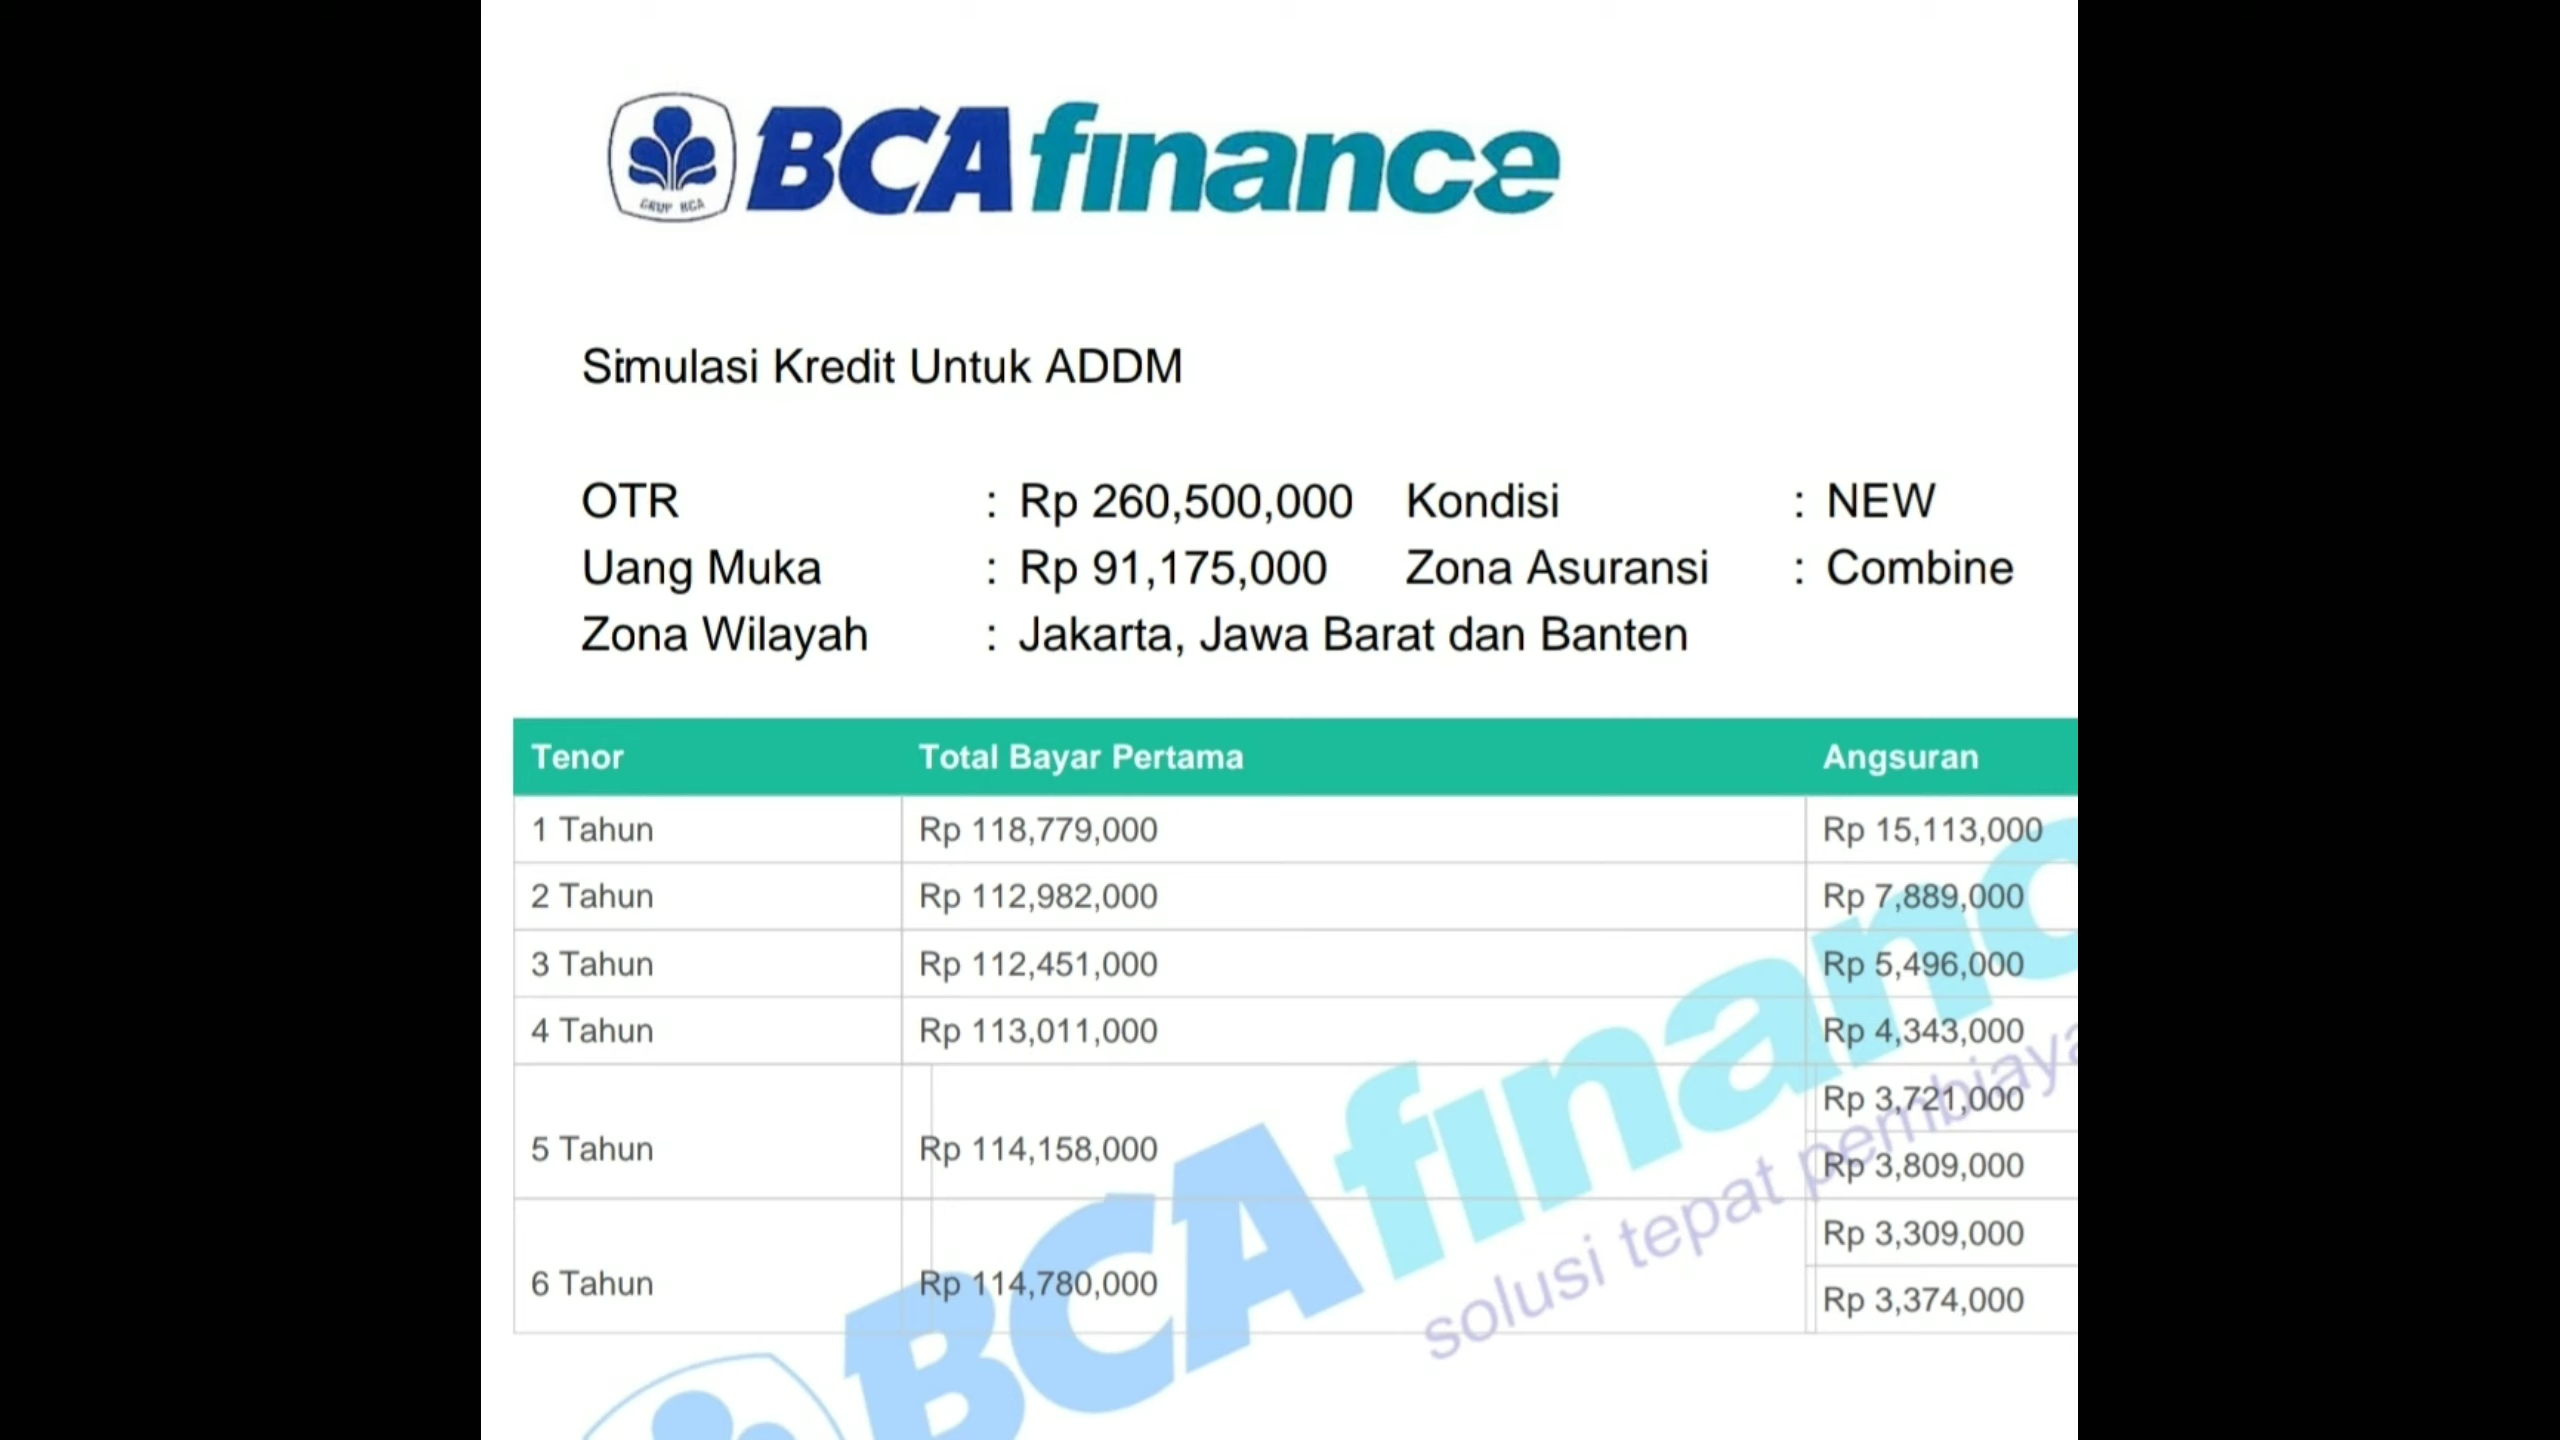 GRUP BCA
BCA finance
Simulasi Kredit Untuk ADDM
OTR : Rp 260,500,000 Kondisi : NEW
Uang Muka : Rp 91,175,000 Zona Asuransi : Combine
Zona Wilayah : Jakarta, Jawa Barat dan Banten
Tenor Total Bayar Pertama Angsuran
1 Tahun Rp 118,779,000 Rp 15,113,000
2 Tahun Rp 112,982,000 Rp 7,889,000
3 Tahun Rp 112,451,000 Rp 5,496,000
4 Tahun Rp 113,011,000 Rp 4,343,000
Rp 3,721,000
5 Tahun Rp 114,158,000
Rp 3,809,000
Rp 3,309,000
6 Tahun Rp 114,780,000
Rp 3,374,000
BCA financ
solusi tepat pembiaya